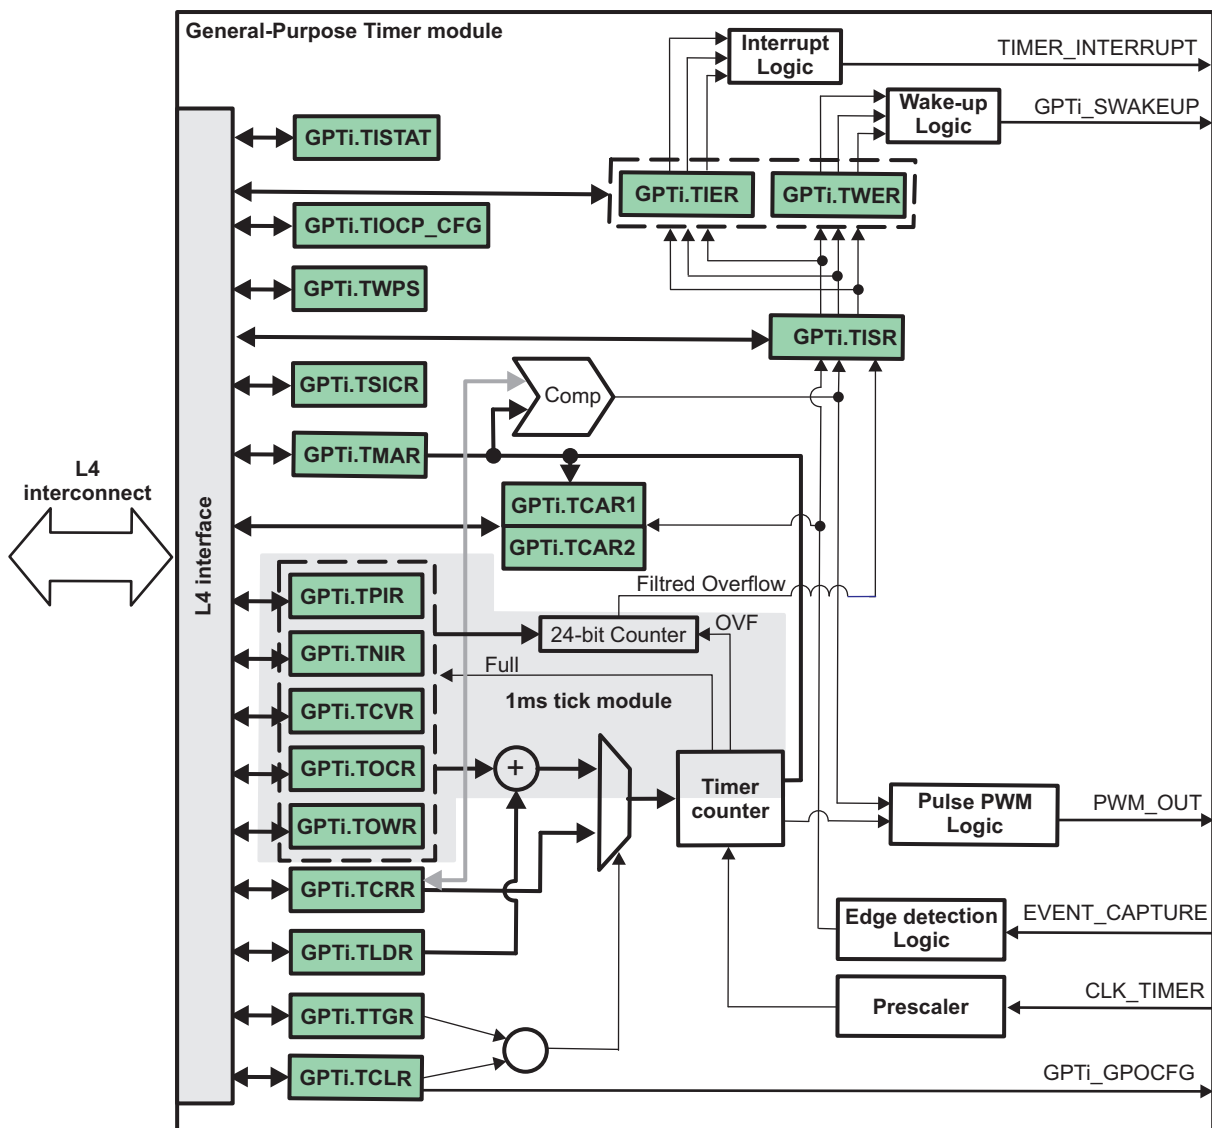 General-Purpose Timer module
Interrupt
Logic
TIMER_INTERRUPT
Wake-up
Logic
GPTi_SWAKEUP
GPTi.TISTAT
GPTi.TIER
GPTi.TWER
GPTi.TIOCP_CFG
GPTi.TWPS
GPTi.TISR
GPTi.TSICR
Comp
GPTi.TMAR
L4
interconnect
L4 interface
GPTi.TCAR1
GPTi.TCAR2
Filtred Overflow
GPTi.TPIR
24-bit Counter
OVF
GPTi.TNIR
Full
1ms tick module
GPTi.TCVR
GPTi.TOCR
+
Timer
counter
GPTi.TOWR
Pulse PWM
Logic
PWM_OUT
GPTi.TCRR
Edge detection
Logic
EVENT_CAPTURE
GPTi.TLDR
Prescaler
CLK_TIMER
GPTi.TTGR
GPTi.TCLR
GPTi_GPOCFG